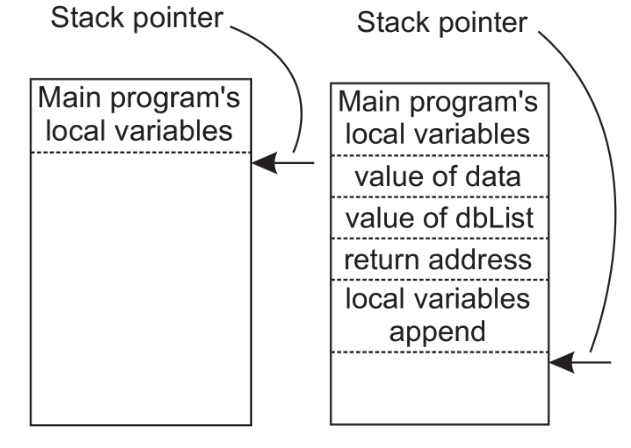 Stack pointer
Main program's
local variables
Stack pointer
Main program's
local variables
value of data
value of dbList
return address
local variables
append